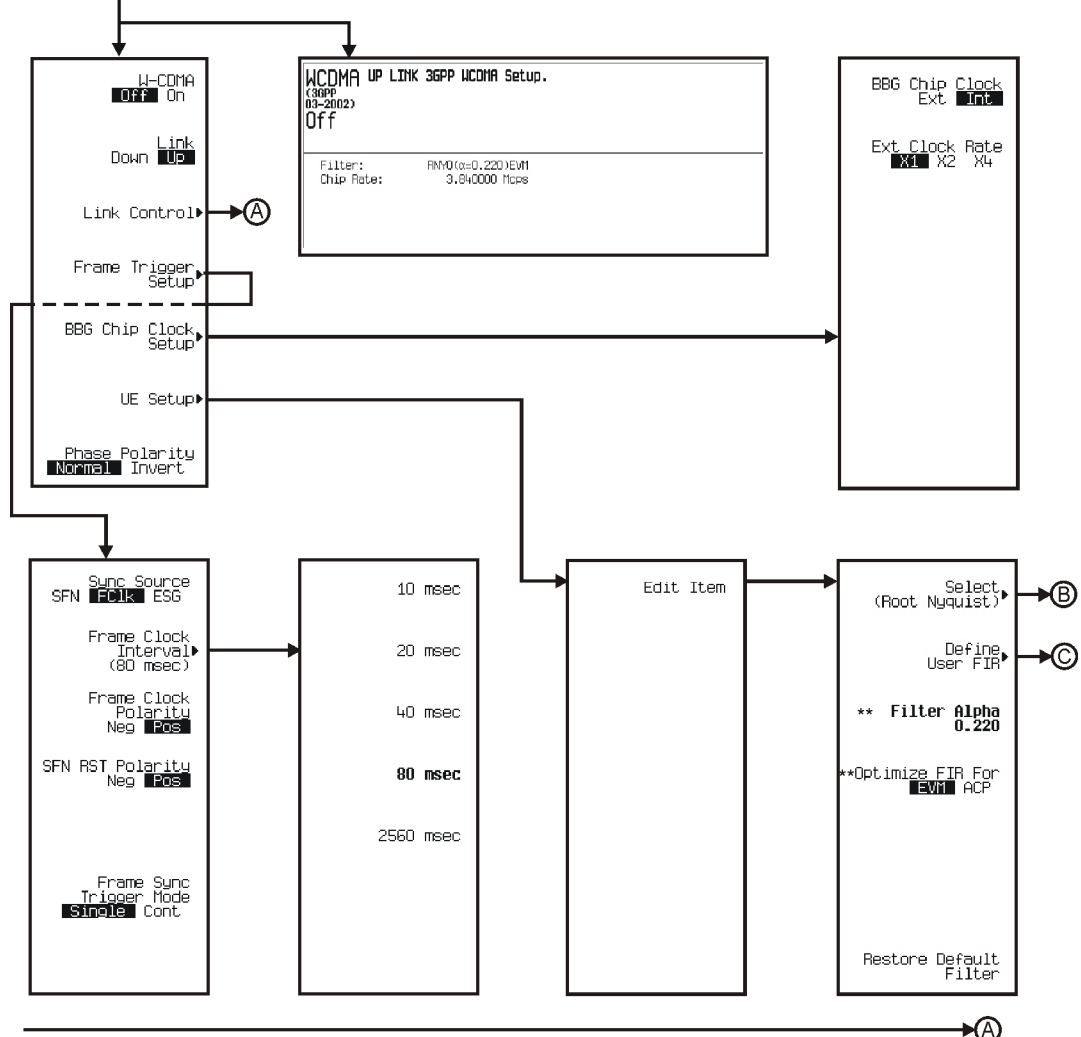 W-CDMA
Off On
Link
Down Up
Link Control
Frame Trigger
Setup
BBG Chip Clock
Setup
UE Setup
Phase Polarity
Normal Invert
A
WCDMA UP LINK 3GPP WCDMA Setup.
(3GPP
03-2002)
Off
Filter: RNYQ(α=0.220)EVM
Chip Rate: 3.840000 Mcps
BBG Chip Clock
Ext Int
Ext Clock Rate
X1 X2 X4
Sync Source
SFN FClk ESG
Frame Clock
Interval
(80 msec)
Frame Clock
Polarity
Neg Pos
SFN RST Polarity
Neg Pos
Frame Sync
Trigger Mode
Single Cont
10 msec
20 msec
40 msec
80 msec
2560 msec
Edit Item
Select
(Root Nyquist)
B
Define
User FIR
C
** Filter Alpha
0.220
**Optimize FIR For
EVM ACP
Restore Default
Filter
A